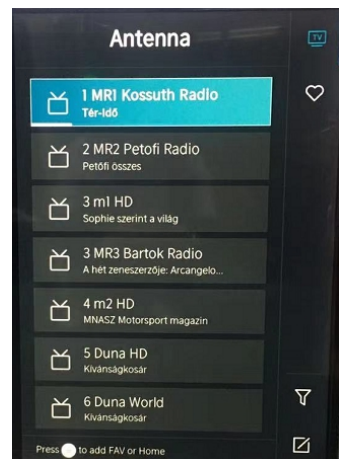 Antenna
TV
1 MR1 Kossuth Radio
Tér-idő
2 MR2 Petofi Radio
Petőfi összes
3 m1 HD
Sophie szerint a világ
3 MR3 Bartok Radio
A hét zeneszerzője: Arcangelo...
4 m2 HD
MNASZ Motorsport magazin
5 Duna HD
Kívánságkosár
6 Duna World
Kívánságkosár
Press to add FAV or Home